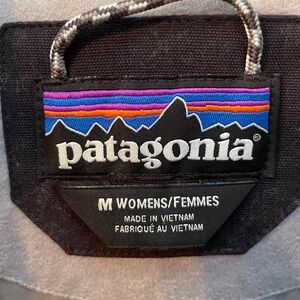 patagonia®
M WOMENS/FEMMES
MADE IN VIETNAM
FABRIQUÉ AU VIETNAM